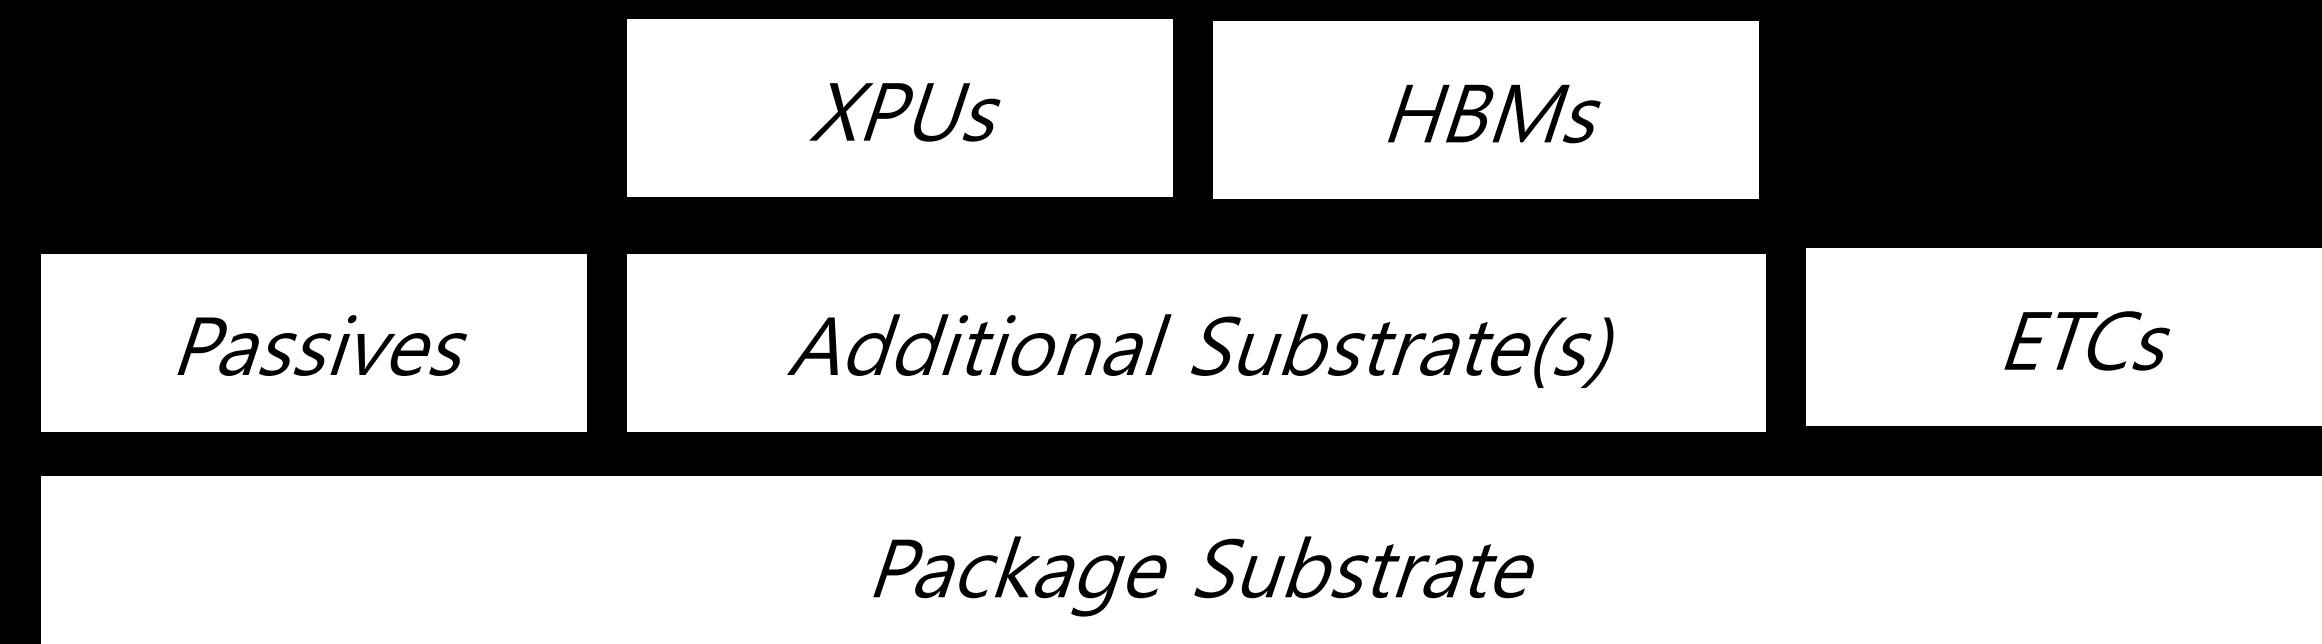 XPUs
HBMs
Passives
Additional Substrate(s)
ETCs
Package Substrate